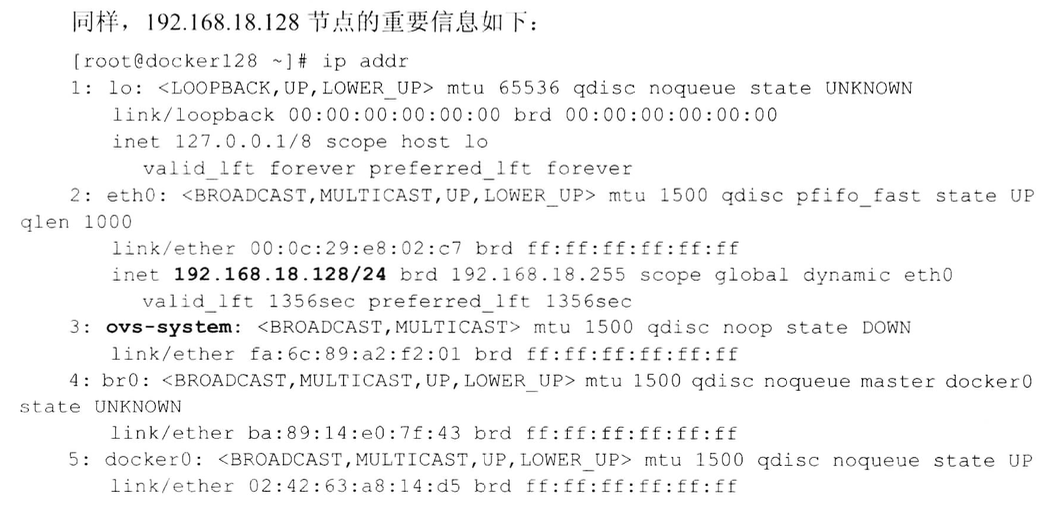 同样，192.168.18.128 节点的重要信息如下：
[root@docker128 ~]# ip addr
1: lo: <LOOPBACK,UP,LOWER_UP> mtu 65536 qdisc noqueue state UNKNOWN
link/loopback 00:00:00:00:00:00 brd 00:00:00:00:00:00
inet 127.0.0.1/8 scope host lo
valid_lft forever preferred_lft forever
2: eth0: <BROADCAST,MULTICAST,UP,LOWER_UP> mtu 1500 qdisc pfifo_fast state UP
qlen 1000
link/ether 00:0c:29:e8:02:c7 brd ff:ff:ff:ff:ff:ff
inet 192.168.18.128/24 brd 192.168.18.255 scope global dynamic eth0
valid_lft 1356sec preferred_lft 1356sec
3: ovs-system: <BROADCAST,MULTICAST> mtu 1500 qdisc noop state DOWN
link/ether fa:6c:89:a2:f2:01 brd ff:ff:ff:ff:ff:ff
4: br0: <BROADCAST,MULTICAST,UP,LOWER_UP> mtu 1500 qdisc noqueue master docker0
state UNKNOWN
link/ether ba:89:14:e0:7f:43 brd ff:ff:ff:ff:ff:ff
5: docker0: <BROADCAST,MULTICAST,UP,LOWER_UP> mtu 1500 qdisc noqueue state UP
link/ether 02:42:63:a8:14:d5 brd ff:ff:ff:ff:ff:ff